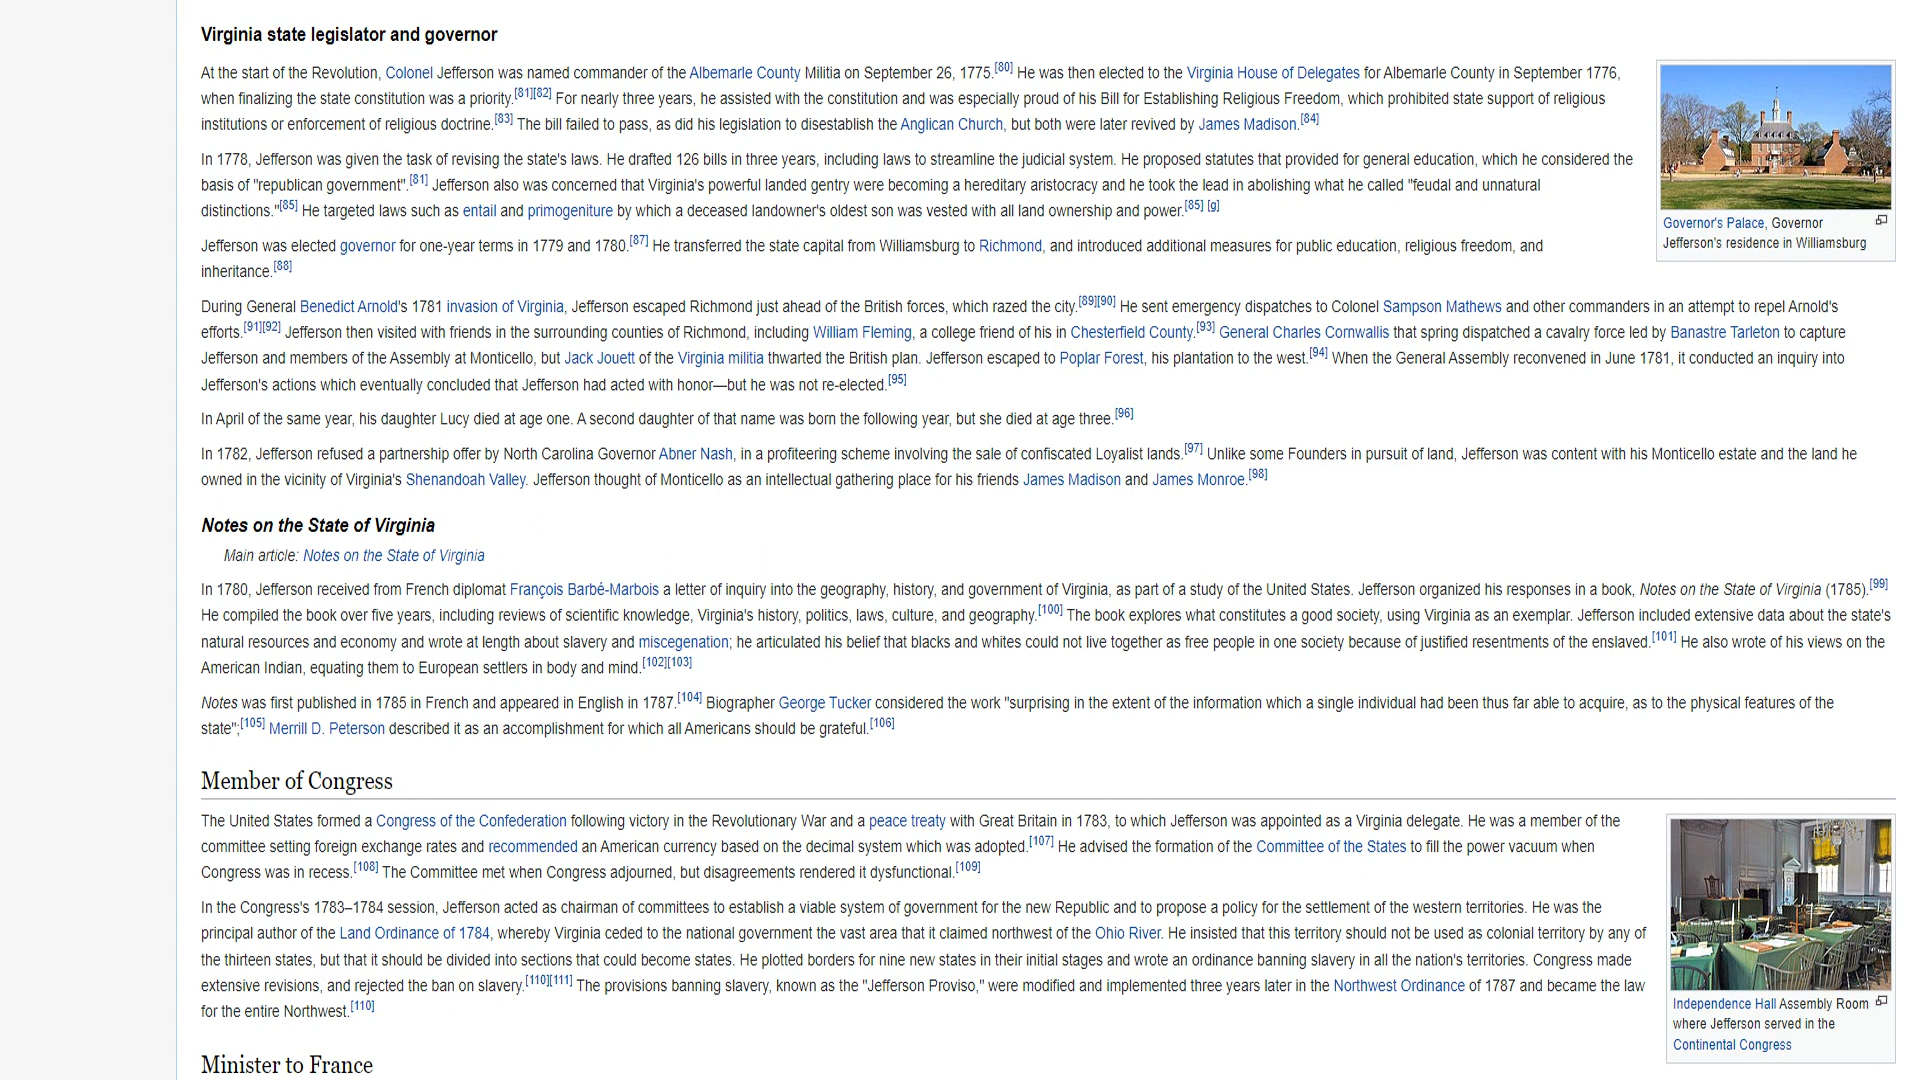 Virginia state legislator and governor
At the start of the Revolution, Colonel Jefferson was named commander of the Albemarle County Militia on September 26, 1775.[80] He was then elected to the Virginia House of Delegates for Albemarle County in September 1776,
when finalizing the state constitution was a priority.[81][82] For nearly three years, he assisted with the constitution and was especially proud of his Bill for Establishing Religious Freedom, which prohibited state support of religious
institutions or enforcement of religious doctrine.[83] The bill failed to pass, as did his legislation to disestablish the Anglican Church, but both were later revived by James Madison.[84]
In 1778, Jefferson was given the task of revising the state's laws. He drafted 126 bills in three years, including laws to streamline the judicial system. He proposed statutes that provided for general education, which he considered the
basis of "republican government".[81] Jefferson also was concerned that Virginia's powerful landed gentry were becoming a hereditary aristocracy and he took the lead in abolishing what he called "feudal and unnatural
distinctions."[85] He targeted laws such as entail and primogeniture by which a deceased landowner's oldest son was vested with all land ownership and power.[85] [g]
Governor's Palace, Governor
Jefferson's residence in Williamsburg
Jefferson was elected governor for one-year terms in 1779 and 1780.[87] He transferred the state capital from Williamsburg to Richmond, and introduced additional measures for public education, religious freedom, and
inheritance.[88]
During General Benedict Arnold's 1781 invasion of Virginia, Jefferson escaped Richmond just ahead of the British forces, which razed the city.[89][90] He sent emergency dispatches to Colonel Sampson Mathews and other commanders in an attempt to repel Arnold's
efforts.[91][92] Jefferson then visited with friends in the surrounding counties of Richmond, including William Fleming, a college friend of his in Chesterfield County.[93] General Charles Cornwallis that spring dispatched a cavalry force led by Banastre Tarleton to capture
Jefferson and members of the Assembly at Monticello, but Jack Jouett of the Virginia militia thwarted the British plan. Jefferson escaped to Poplar Forest, his plantation to the west.[94] When the General Assembly reconvened in June 1781, it conducted an inquiry into
Jefferson's actions which eventually concluded that Jefferson had acted with honor—but he was not re-elected.[95]
In April of the same year, his daughter Lucy died at age one. A second daughter of that name was born the following year, but she died at age three.[96]
In 1782, Jefferson refused a partnership offer by North Carolina Governor Abner Nash, in a profiteering scheme involving the sale of confiscated Loyalist lands.[97] Unlike some Founders in pursuit of land, Jefferson was content with his Monticello estate and the land he
owned in the vicinity of Virginia's Shenandoah Valley. Jefferson thought of Monticello as an intellectual gathering place for his friends James Madison and James Monroe.[98]
Notes on the State of Virginia
Main article: Notes on the State of Virginia
In 1780, Jefferson received from French diplomat François Barbé-Marbois a letter of inquiry into the geography, history, and government of Virginia, as part of a study of the United States. Jefferson organized his responses in a book, Notes on the State of Virginia (1785).[99]
He compiled the book over five years, including reviews of scientific knowledge, Virginia's history, politics, laws, culture, and geography.[100] The book explores what constitutes a good society, using Virginia as an exemplar. Jefferson included extensive data about the state's
natural resources and economy and wrote at length about slavery and miscegenation; he articulated his belief that blacks and whites could not live together as free people in one society because of justified resentments of the enslaved.[101] He also wrote of his views on the
American Indian, equating them to European settlers in body and mind.[102][103]
Notes was first published in 1785 in French and appeared in English in 1787.[104] Biographer George Tucker considered the work "surprising in the extent of the information which a single individual had been thus far able to acquire, as to the physical features of the
state";[105] Merrill D. Peterson described it as an accomplishment for which all Americans should be grateful.[106]
Member of Congress
The United States formed a Congress of the Confederation following victory in the Revolutionary War and a peace treaty with Great Britain in 1783, to which Jefferson was appointed as a Virginia delegate. He was a member of the
committee setting foreign exchange rates and recommended an American currency based on the decimal system which was adopted.[107] He advised the formation of the Committee of the States to fill the power vacuum when
Congress was in recess.[108] The Committee met when Congress adjourned, but disagreements rendered it dysfunctional.[109]
In the Congress's 1783–1784 session, Jefferson acted as chairman of committees to establish a viable system of government for the new Republic and to propose a policy for the settlement of the western territories. He was the
principal author of the Land Ordinance of 1784, whereby Virginia ceded to the national government the vast area that it claimed northwest of the Ohio River. He insisted that this territory should not be used as colonial territory by any of
the thirteen states, but that it should be divided into sections that could become states. He plotted borders for nine new states in their initial stages and wrote an ordinance banning slavery in all the nation's territories. Congress made
extensive revisions, and rejected the ban on slavery.[110][111] The provisions banning slavery, known as the "Jefferson Proviso," were modified and implemented three years later in the Northwest Ordinance of 1787 and became the law
for the entire Northwest.[110]
Independence Hall Assembly Room
where Jefferson served in the
Continental Congress
Minister to France